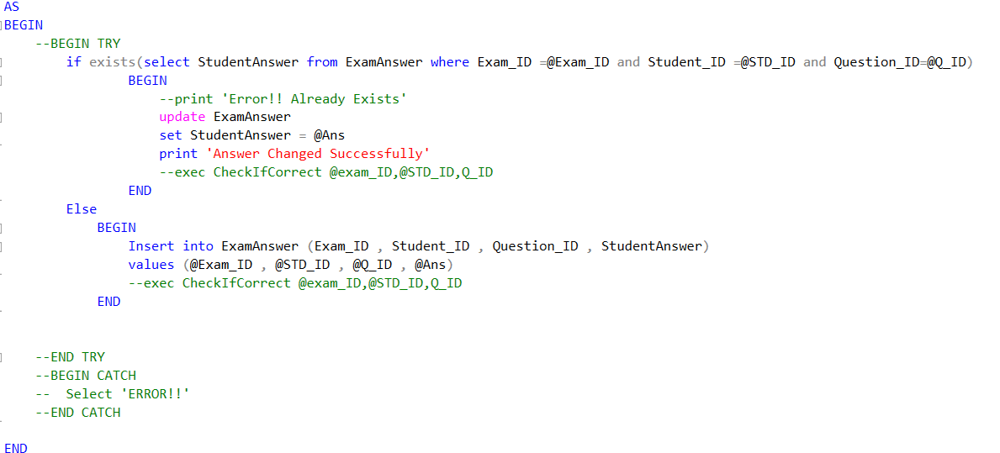 AS
BEGIN
--BEGIN TRY
if exists(select StudentAnswer from ExamAnswer where Exam_ID =@Exam_ID and Student_ID =@STD_ID and Question_ID=@Q_ID)
BEGIN
--print 'Error!! Already Exists'
update ExamAnswer
set StudentAnswer = @Ans
print 'Answer Changed Successfully'
--exec CheckIfCorrect @exam_ID,@STD_ID,Q_ID
END
Else
BEGIN
Insert into ExamAnswer (Exam_ID , Student_ID , Question_ID , StudentAnswer)
values (@Exam_ID , @STD_ID , @Q_ID , @Ans)
--exec CheckIfCorrect @exam_ID,@STD_ID,Q_ID
END
--END TRY
--BEGIN CATCH
--  Select 'ERROR!!'
--END CATCH
END